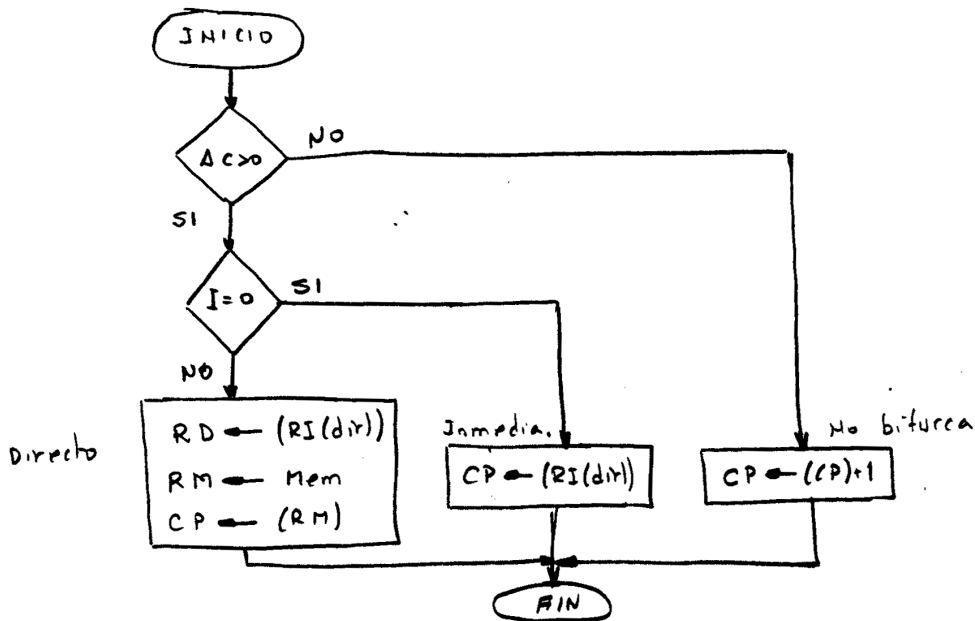 INICIO
AC>0
NO
SI
I=0
SI
NO
Directo
RD ← (RI(dir))
RM ← Mem
CP ← (RM)
Inmedia.
CP ← (RI(dir))
No bifurca
CP ← (CP)+1
FIN